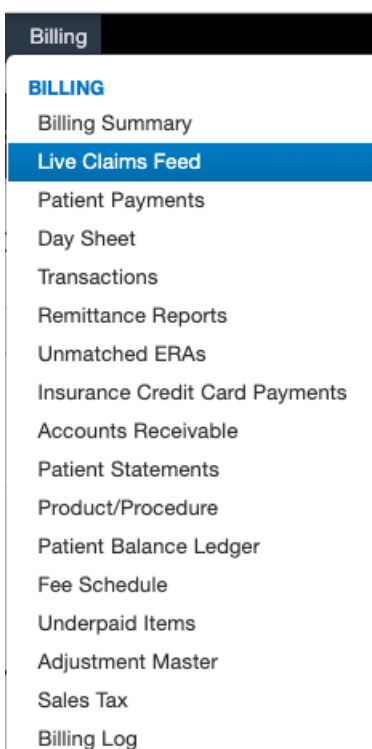 Billing
BILLING
Billing Summary
Live Claims Feed
Patient Payments
Day Sheet
Transactions
Remittance Reports
Unmatched ERAs
Insurance Credit Card Payments
Accounts Receivable
Patient Statements
Product/Procedure
Patient Balance Ledger
Fee Schedule
Underpaid Items
Adjustment Master
Sales Tax
Billing Log